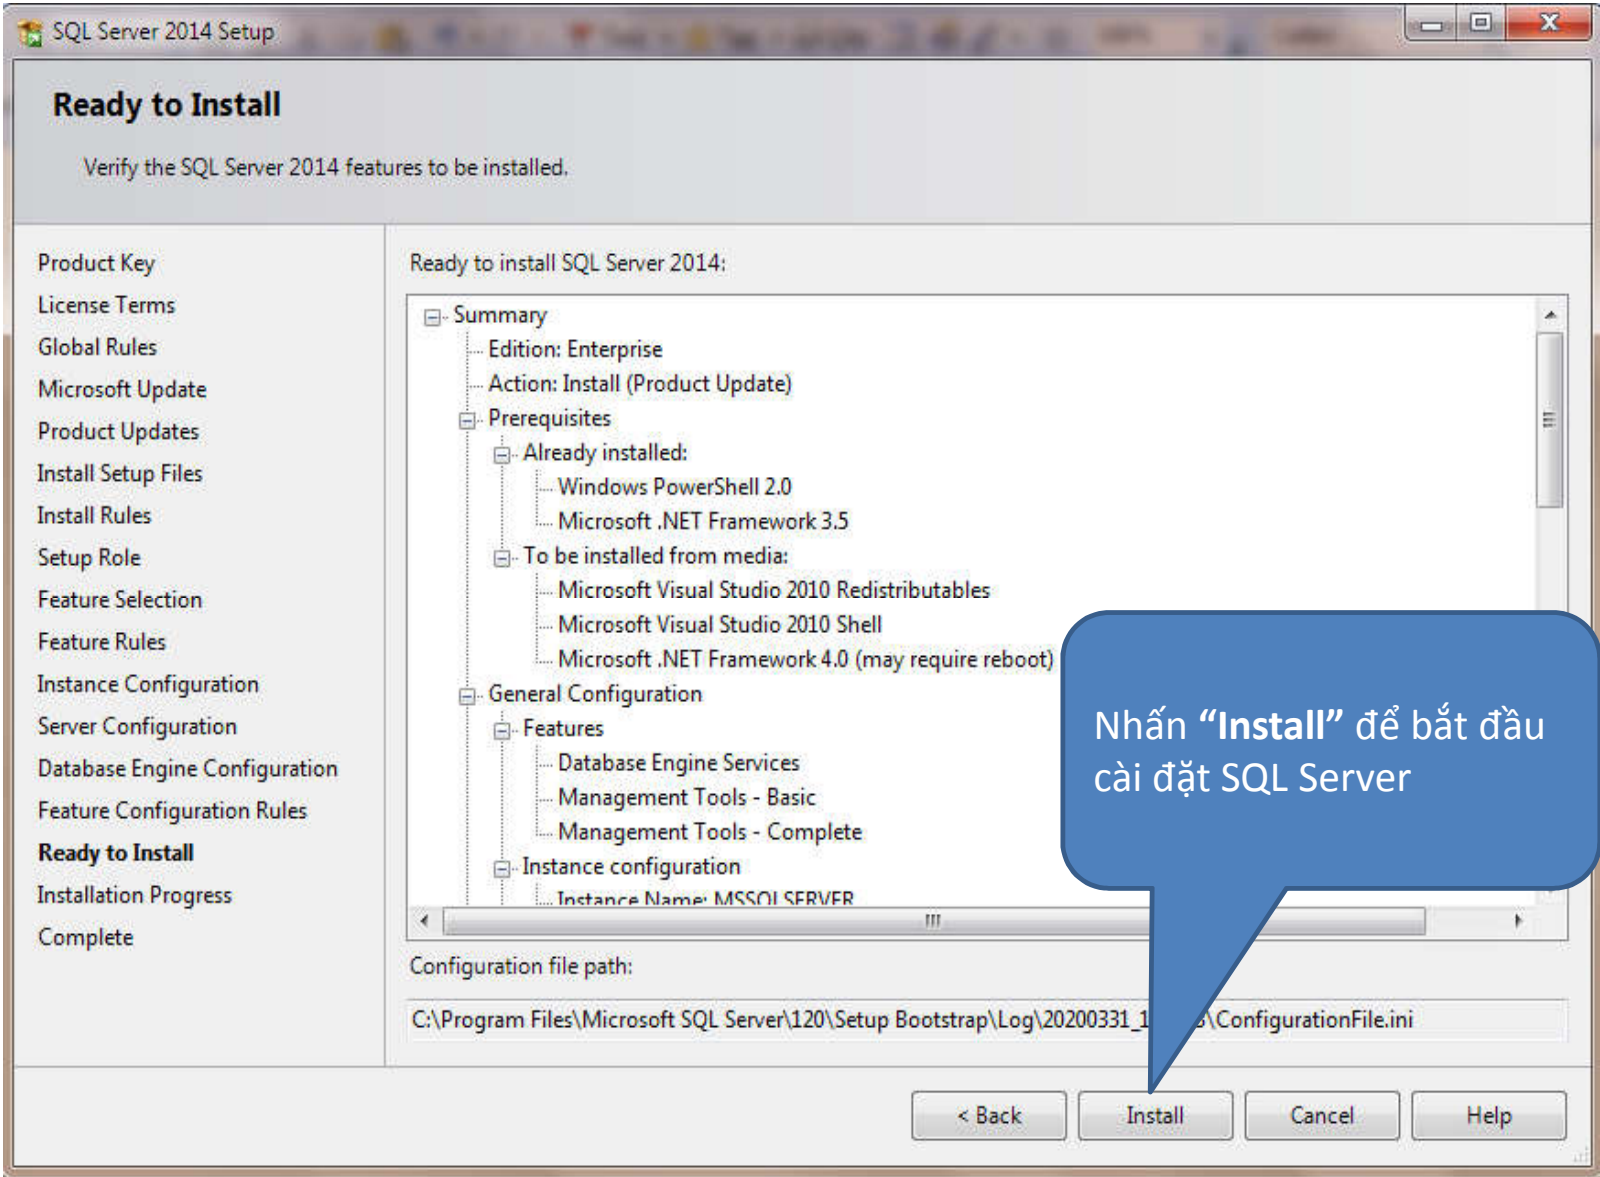 SQL Server 2014 Setup
Ready to Install
Verify the SQL Server 2014 features to be installed.
Product Key
License Terms
Global Rules
Microsoft Update
Product Updates
Install Setup Files
Install Rules
Setup Role
Feature Selection
Feature Rules
Instance Configuration
Server Configuration
Database Engine Configuration
Feature Configuration Rules
Ready to Install
Installation Progress
Complete
Ready to install SQL Server 2014:
Summary
Edition: Enterprise
Action: Install (Product Update)
Prerequisites
Already installed:
Windows PowerShell 2.0
Microsoft .NET Framework 3.5
To be installed from media:
Microsoft Visual Studio 2010 Redistributables
Microsoft Visual Studio 2010 Shell
Microsoft .NET Framework 4.0 (may require reboot)
General Configuration
Features
Database Engine Services
Management Tools - Basic
Management Tools - Complete
Instance configuration
Instance Name: MSSQLSERVER
Nhấn “Install” để bắt đầu
cài đặt SQL Server
Configuration file path:
C:\Program Files\Microsoft SQL Server\120\Setup Bootstrap\Log\20200331_1 \ConfigurationFile.ini
< Back
Install
Cancel
Help